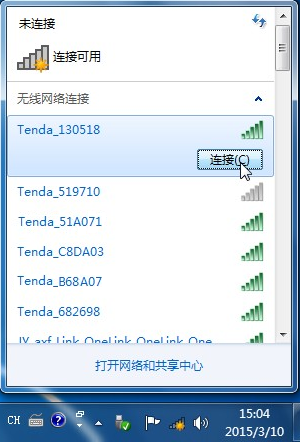 未连接
连接可用
无线网络连接
Tenda_130518
连接(C)
Tenda_519710
Tenda_51A071
Tenda_C8DA03
Tenda_B68A07
Tenda_682698
打开网络和共享中心
CH
15:04
2015/3/10